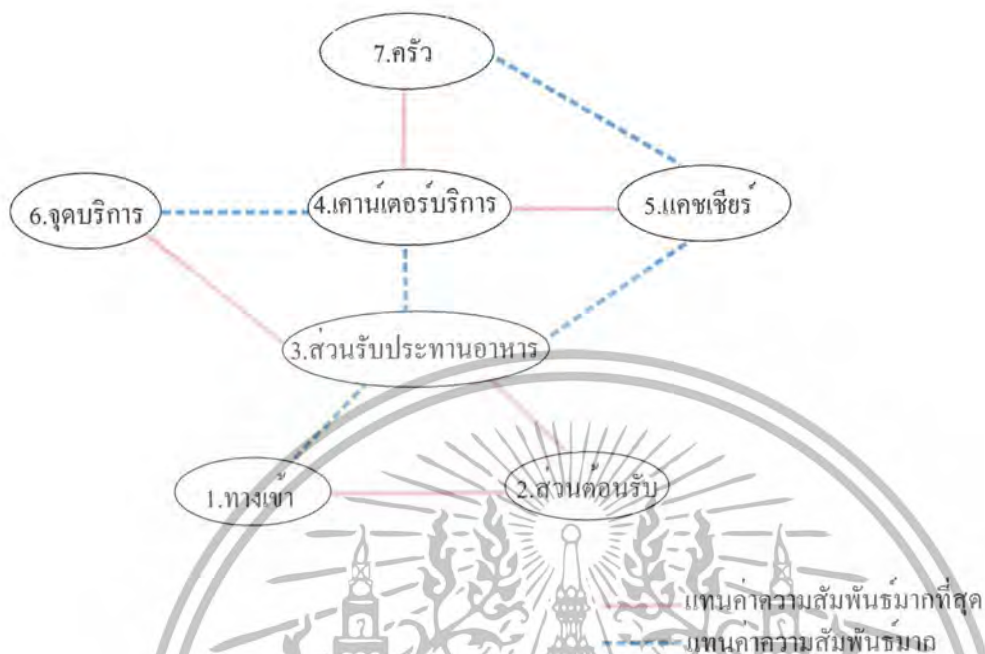 7.ครัว
6.จุดบริการ
4.เคาน์เตอร์บริการ
5.แคชเชียร์
3.ส่วนรับประทานอาหาร
1.ทางเข้า
2.ส่วนต้อนรับ
แทนค่าความสัมพันธ์มากที่สุด
แทนค่าความสัมพันธ์มาก